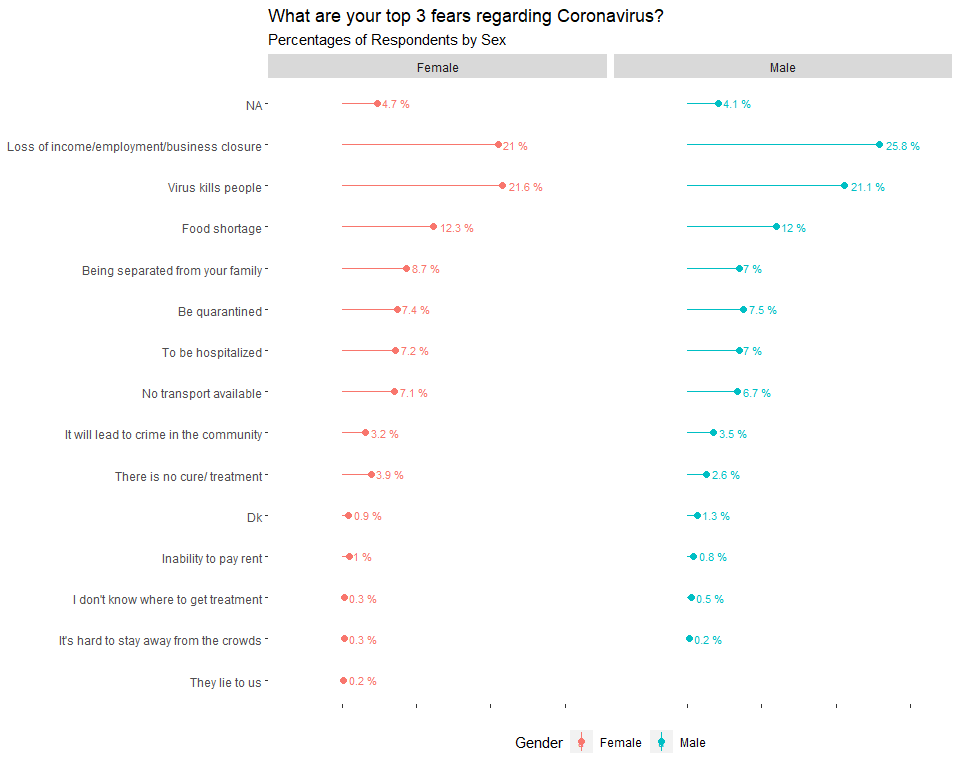 What are your top 3 fears regarding Coronavirus?
Percentages of Respondents by Sex
Female Male
NA 4.7 % 4.1 %
Loss of income/employment/business closure 21 % 25.8 %
Virus kills people 21.6 % 21.1 %
Food shortage 12.3 % 12 %
Being separated from your family 8.7 % 7 %
Be quarantined 7.4 % 7.5 %
To be hospitalized 7.2 % 7 %
No transport available 7.1 % 6.7 %
It will lead to crime in the community 3.2 % 3.5 %
There is no cure/ treatment 3.9 % 2.6 %
Dk 0.9 % 1.3 %
Inability to pay rent 1 % 0.8 %
I don't know where to get treatment 0.3 % 0.5 %
It's hard to stay away from the crowds 0.3 % 0.2 %
They lie to us 0.2 %
Gender Female Male